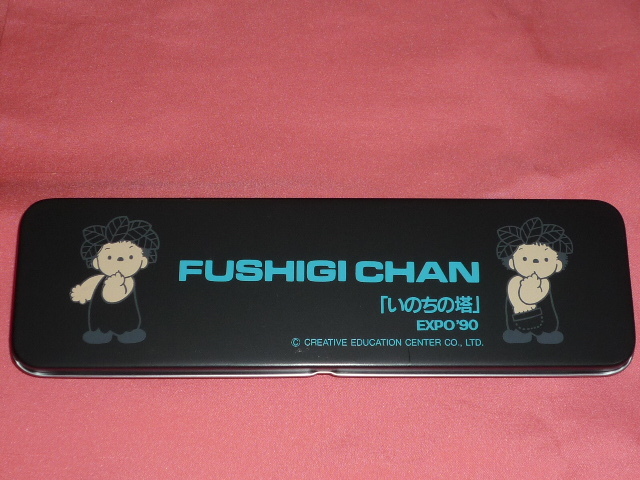 FUSHIGI CHAN
「いのちの塔」
EXPO'90
© CREATIVE EDUCATION CENTER CO., LTD.